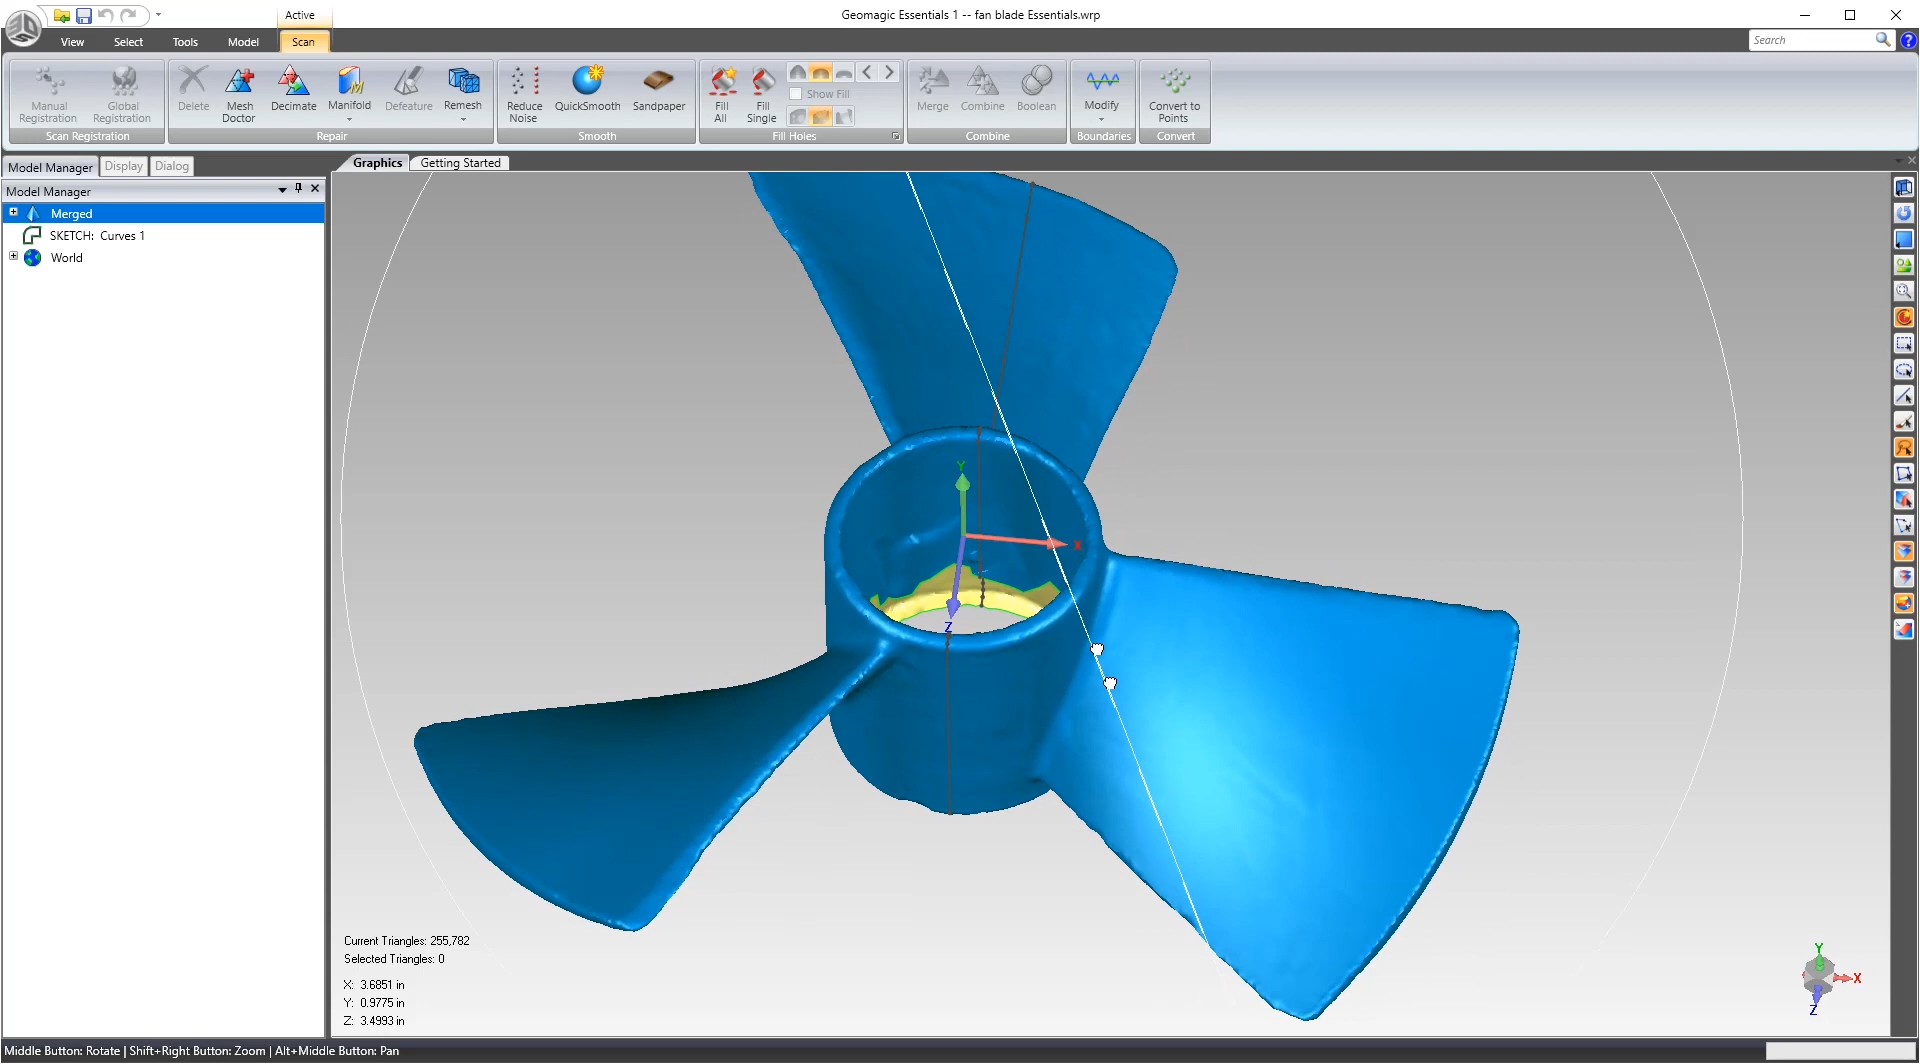 Active
Geomagic Essentials 1 -- fan blade Essentials.wrp
View Select Tools Model Scan
Search
Manual Registration
Global Registration
Scan Registration
Delete
Mesh Doctor
Decimate
Manifold
Defeature
Remesh
Repair
Reduce Noise
QuickSmooth
Sandpaper
Smooth
Fill All
Fill Single
Show Fill
Fill Holes
Merge
Combine
Boolean
Combine
Modify
Boundaries
Convert to Points
Convert
Model Manager Display Dialog
Graphics Getting Started
Model Manager
Merged
SKETCH: Curves 1
World
Y
X
Z
Current Triangles: 255,782
Selected Triangles: 0
X: 3.6851 in
Y: 0.9775 in
Z: 3.4993 in
Y
X
Z
Middle Button: Rotate | Shift+Right Button: Zoom | Alt+Middle Button: Pan